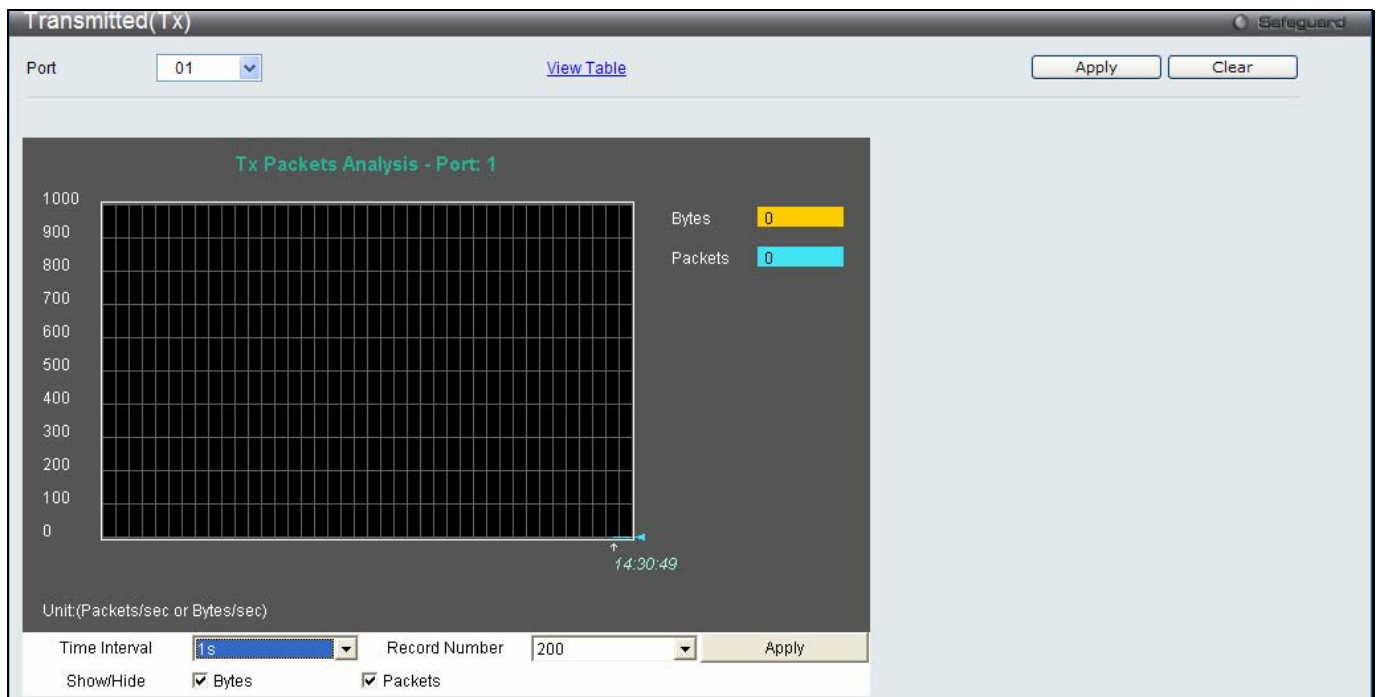 Transmitted(Tx)
Safeguard
Port 01 View Table Apply Clear
Tx Packets Analysis - Port: 1
1000
900
800
700
600
500
400
300
200
100
0
Bytes 0
Packets 0
14:30:49
Unit:(Packets/sec or Bytes/sec)
Time Interval 1s Record Number 200 Apply
Show/Hide Bytes Packets